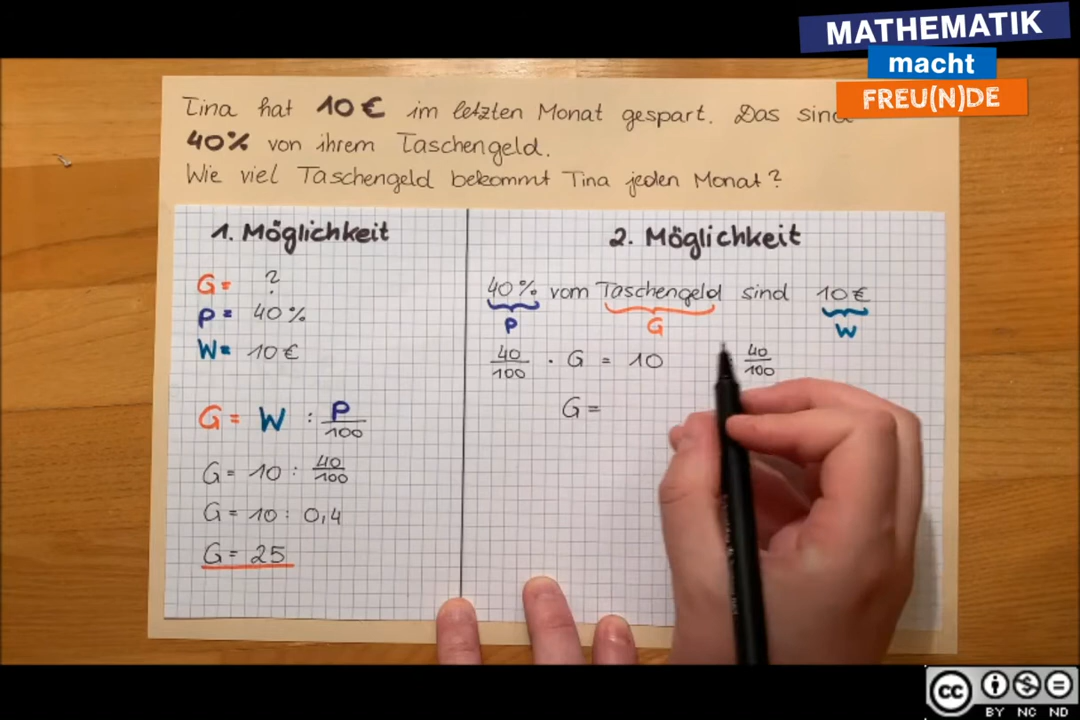 MATHEMATIK
macht
FREU(N)DE
Tina hat 10 € im letzten Monat gespart. Das sind
40% von ihrem Taschengeld.
Wie viel Taschengeld bekommt Tina jeden Monat?
1. Möglichkeit
G = ?
P = 40%
W = 10 €
G = W : P/100
G = 10 : 40/100
G = 10 : 0,4
G = 25
2. Möglichkeit
40% vom Taschengeld sind 10 €
P G W
40/100 · G = 10 40/100
G =
cc
BY NC ND